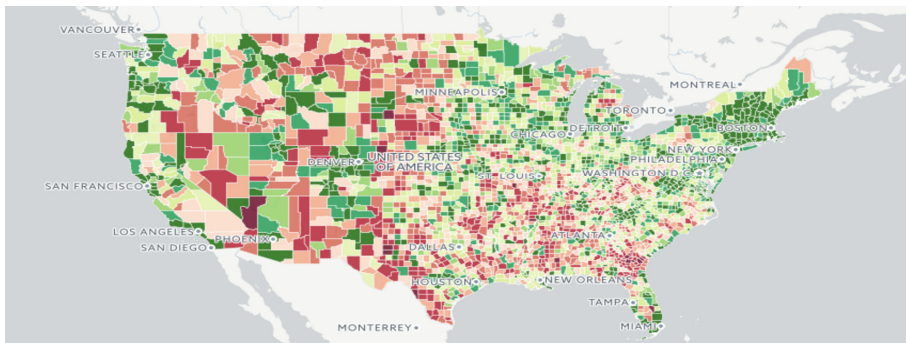 VANCOUVER
SEATTLE
MONTREAL
MINNEAPOLIS
TORONTO
CHICAGO
DETROIT
BOSTON
NEW YORK
DENVER
UNITED STATES
OF AMERICA
PHILADELPHIA
ST. LOUIS
WASHINGTON D.C.
SAN FRANCISCO
LOS ANGELES
PHOENIX
ATLANTA
SAN DIEGO
DALLAS
HOUSTON
NEW ORLEANS
TAMPA
MONTERREY
MIAMI